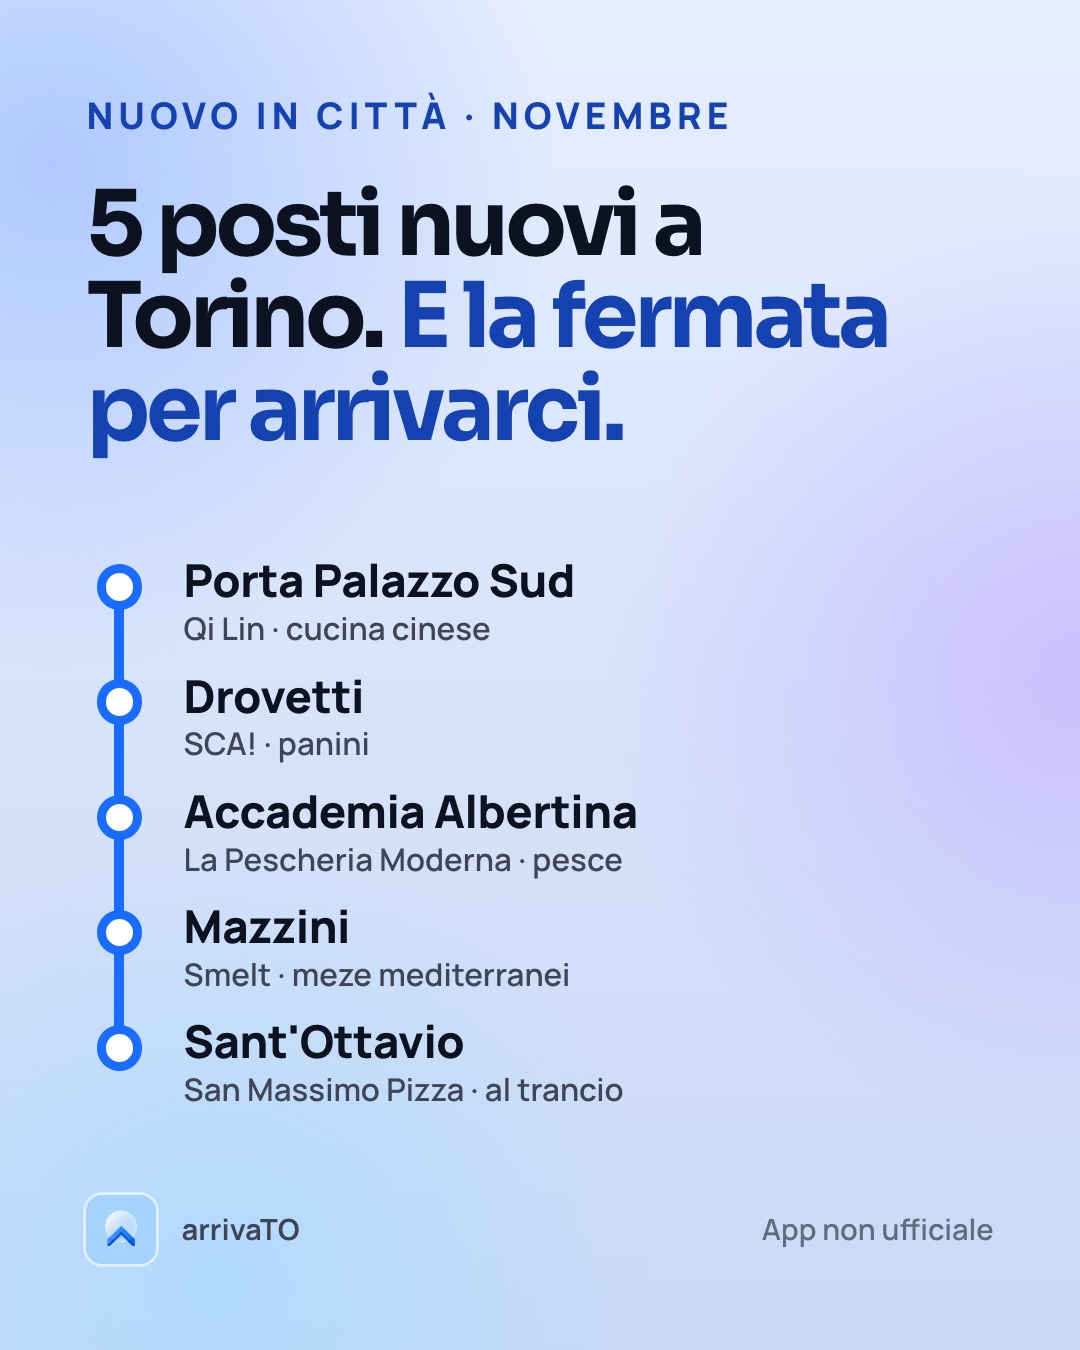 NUOVO IN CITTÀ · NOVEMBRE
5 posti nuovi a
Torino. E la fermata
per arrivarci.
Porta Palazzo Sud
Qi Lin · cucina cinese
Drovetti
SCA! · panini
Accademia Albertina
La Pescheria Moderna · pesce
Mazzini
Smelt · meze mediterranei
Sant'Ottavio
San Massimo Pizza · al trancio
arrivaTO
App non ufficiale